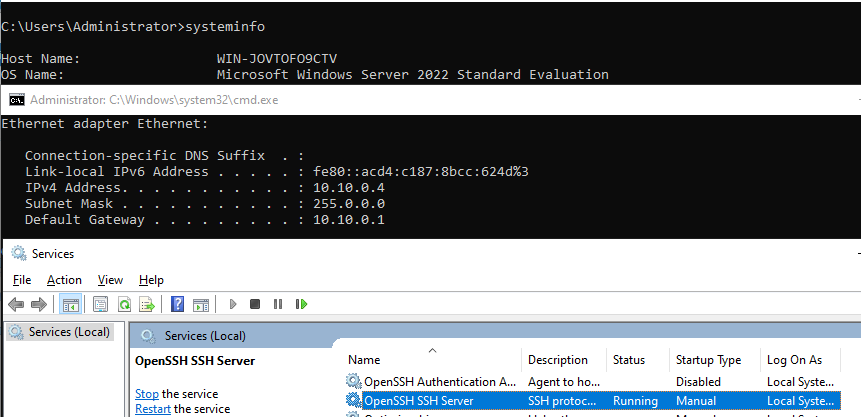 C:\Users\Administrator>systeminfo
Host Name: WIN-JOVTOFO9CTV
OS Name: Microsoft Windows Server 2022 Standard Evaluation
Administrator: C:\Windows\system32\cmd.exe
Ethernet adapter Ethernet:
Connection-specific DNS Suffix . :
Link-local IPv6 Address . . . . . : fe80::acd4:c187:8bcc:624d%3
IPv4 Address. . . . . . . . . . . : 10.10.0.4
Subnet Mask . . . . . . . . . . . : 255.0.0.0
Default Gateway . . . . . . . . . : 10.10.0.1
Services
File Action View Help
Services (Local)
Services (Local)
OpenSSH SSH Server
Stop the service
Restart the service
Name Description Status Startup Type Log On As
OpenSSH Authentication A... Agent to ho... Disabled Local Syste...
OpenSSH SSH Server SSH protoc... Running Manual Local Syste...